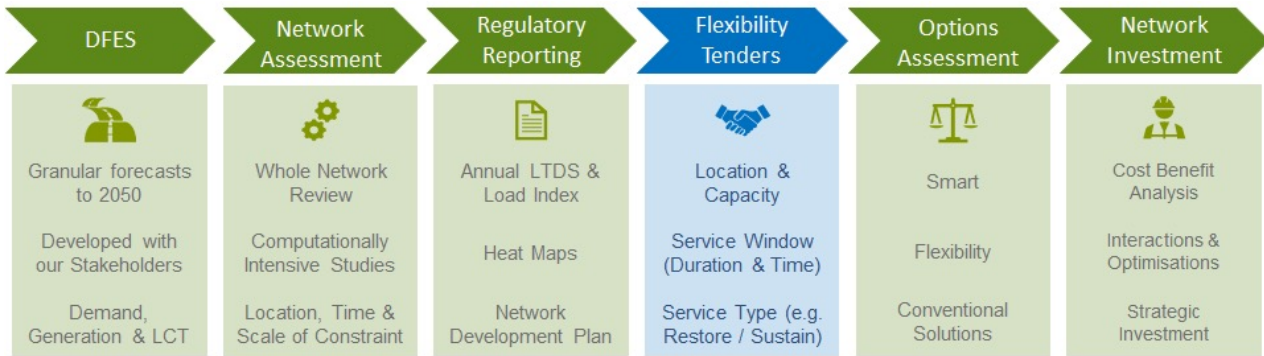 DFES
Network
Assessment
Regulatory
Reporting
Flexibility
Tenders
Options
Assessment
Network
Investment
Granular forecasts
to 2050
Developed with
our Stakeholders
Demand,
Generation & LCT
Whole Network
Review
Computationally
Intensive Studies
Location, Time &
Scale of Constraint
Annual LTDS &
Load Index
Heat Maps
Network
Development Plan
Location &
Capacity
Service Window
(Duration & Time)
Service Type (e.g.
Restore / Sustain)
Smart
Flexibility
Conventional
Solutions
Cost Benefit
Analysis
Interactions &
Optimisations
Strategic
Investment